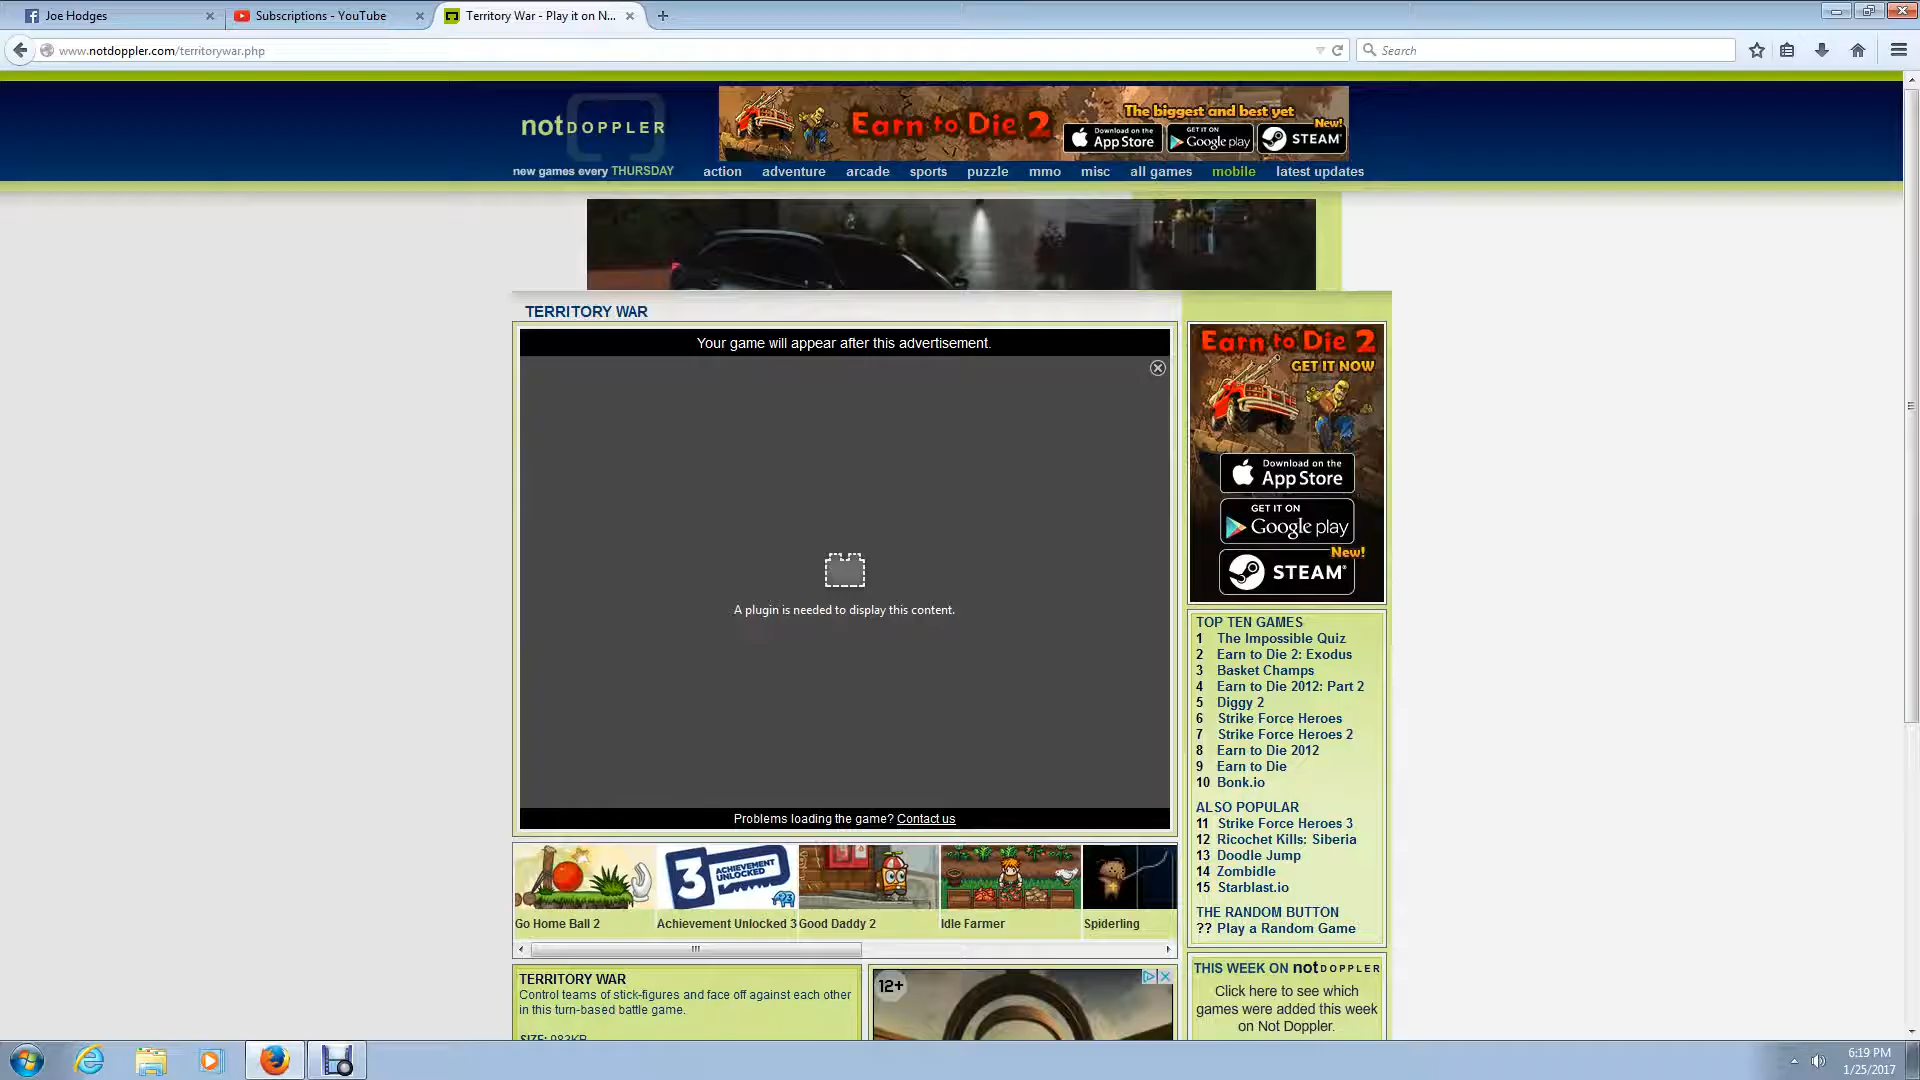 Joe Hodges
Subscriptions - YouTube
Territory War - Play it on N...
www.notdoppler.com/territorywar.php
Search
notDOPPLER
new games every THURSDAY
Earn to Die 2
The biggest and best yet
New!
Download on the
App Store
GET IT ON
Google play
STEAM
action
adventure
arcade
sports
puzzle
mmo
misc
all games
mobile
latest updates
TERRITORY WAR
Your game will appear after this advertisement.
A plugin is needed to display this content.
Problems loading the game? Contact us
Earn to Die 2
GET IT NOW
Download on the
App Store
GET IT ON
Google play
New!
STEAM
TOP TEN GAMES
1 The Impossible Quiz
2 Earn to Die 2: Exodus
3 Basket Champs
4 Earn to Die 2012: Part 2
5 Diggy 2
6 Strike Force Heroes
7 Strike Force Heroes 2
8 Earn to Die 2012
9 Earn to Die
10 Bonk.io
ALSO POPULAR
11 Strike Force Heroes 3
12 Ricochet Kills: Siberia
13 Doodle Jump
14 Zombidle
15 Starblast.io
THE RANDOM BUTTON
?? Play a Random Game
3 ACHIEVEMENT
UNLOCKED
Go Home Ball 2
Achievement Unlocked 3
Good Daddy 2
Idle Farmer
Spiderling
TERRITORY WAR
Control teams of stick-figures and face off against each other
in this turn-based battle game.
SIZE: 983KB
12+
THIS WEEK ON notDOPPLER
Click here to see which
games were added this week
on Not Doppler.
6:19 PM
1/25/2017